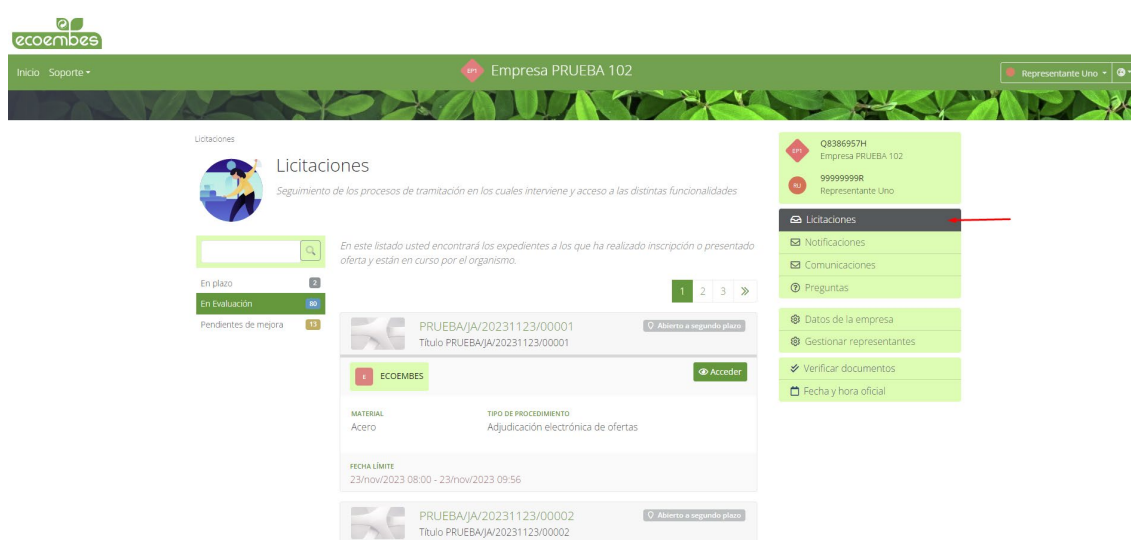 ecoembes
Inicio Soporte
EP1 Empresa PRUEBA 102
Representante Uno
Licitaciones
Licitaciones
Seguimiento de los procesos de tramitación en los cuales interviene y acceso a las distintas funcionalidades
En plazo 2
En Evaluación 80
Pendientes de mejora 13
En este listado usted encontrará los expedientes a los que ha realizado inscripción o presentado
oferta y están en curso por el organismo.
1 2 3 »
PRUEBA/JA/20231123/00001
Abierto a segundo plazo
Título PRUEBA/JA/20231123/00001
E ECOEMBES
Acceder
MATERIAL
Acero
TIPO DE PROCEDIMIENTO
Adjudicación electrónica de ofertas
FECHA LÍMITE
23/nov/2023 08:00 - 23/nov/2023 09:56
PRUEBA/JA/20231123/00002
Abierto a segundo plazo
Título PRUEBA/JA/20231123/00002
EP1
Q8386957H
Empresa PRUEBA 102
RU
99999999R
Representante Uno
Licitaciones
Notificaciones
Comunicaciones
Preguntas
Datos de la empresa
Gestionar representantes
Verificar documentos
Fecha y hora oficial